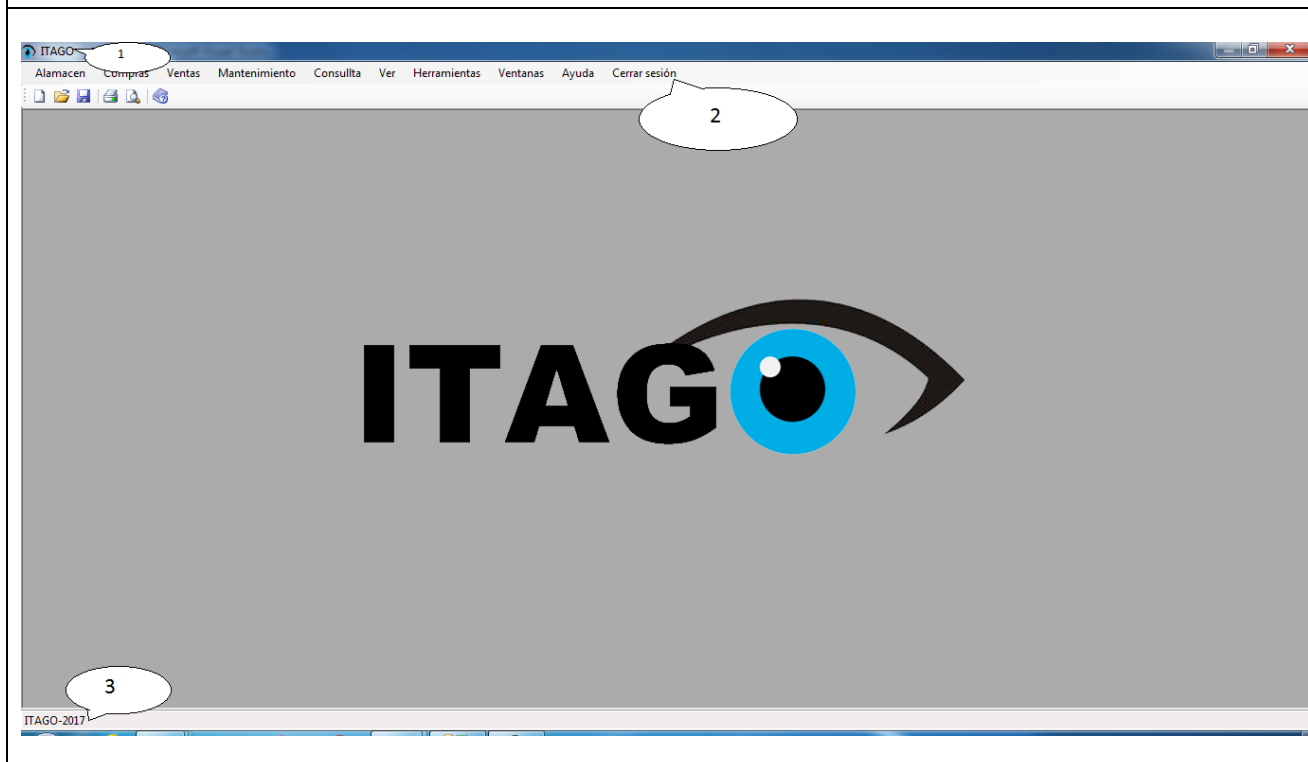 ITAGO
1
Alamacen Compras Ventas Mantenimiento Consullta Ver Herramientas Ventanas Ayuda Cerrar sesión
2
ITAGO
3
ITAGO-2017